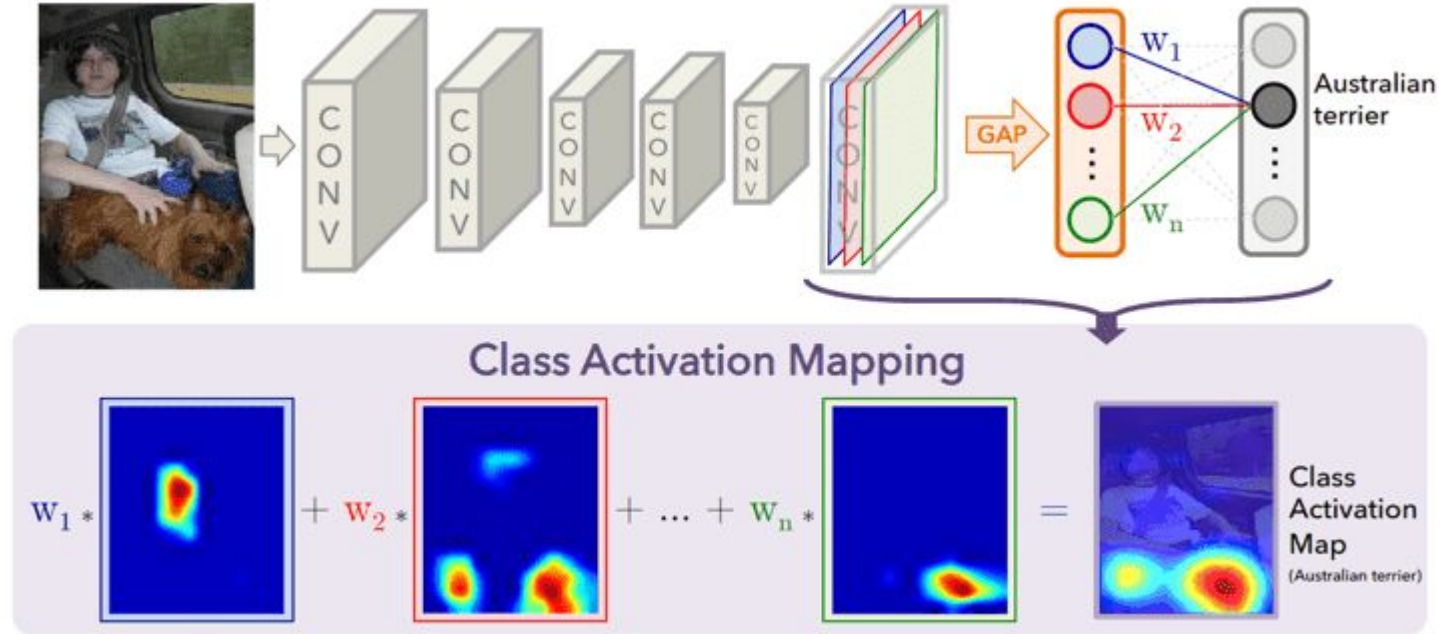 CONV
CONV
CONV
CONV
CONV
CONV
GAP
w1
w2
⋮
wn
⋮
Australian
terrier
Class Activation Mapping
w1 * + w2 * + ... + wn * =
Class
Activation
Map
(Australian terrier)